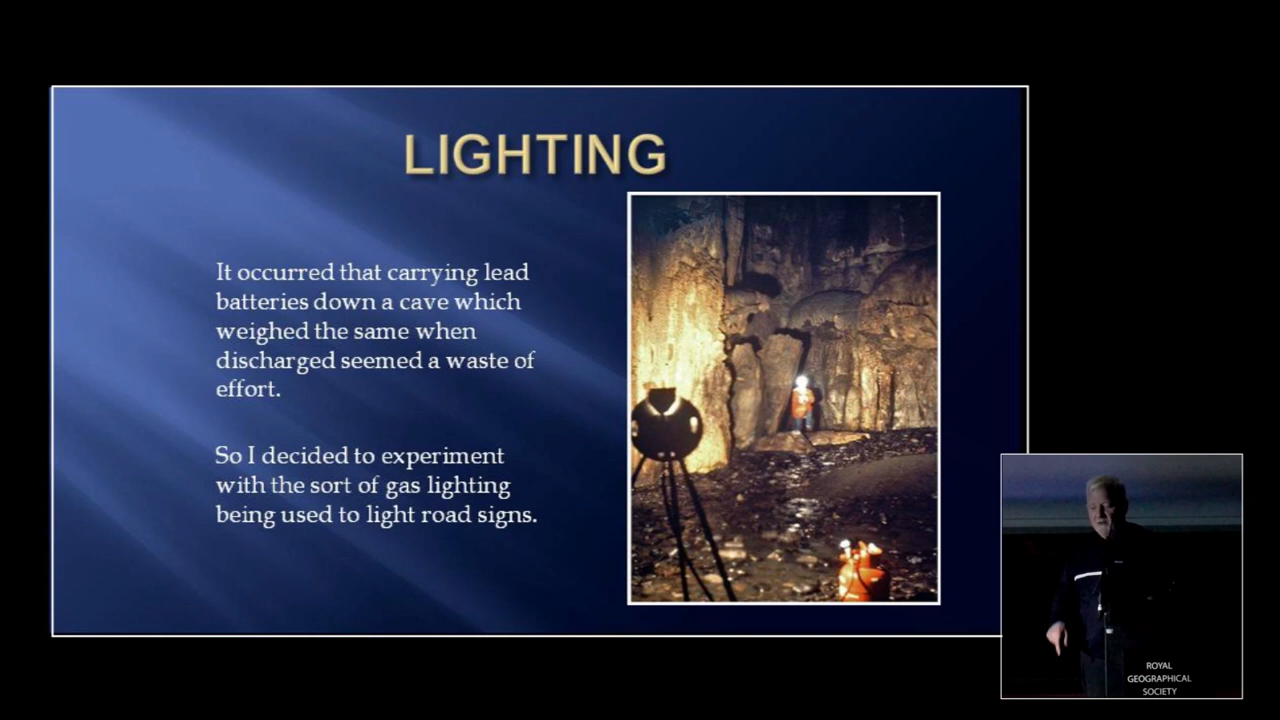 LIGHTING
It occurred that carrying lead
batteries down a cave which
weighed the same when
discharged seemed a waste of
effort.
So I decided to experiment
with the sort of gas lighting
being used to light road signs.
ROYAL
GEOGRAPHICAL
SOCIETY